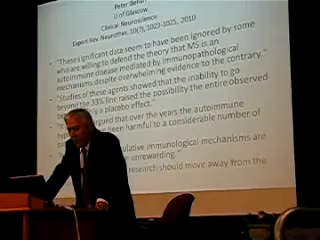 Peter Behan
U of Glasgow
Clinical Neuroscience
Expert Rev. Neurother, 10(7), 1023-1025, 2010
"Theses significant data seem to have been ignored by some
who are willing to defend the theory that MS is an
autoimmune disease mediated by immunopathological
mechanisms despite overwhelming evidence to the contrary."
"Studies of these agents showed that the inability to go
beyond the 33% line raised the possibility the entire observed
a placebo effect."
argued that over the years the autoimmune
been harmful to a considerable number of
immunological mechanisms are
unrewarding."
research should move away from the